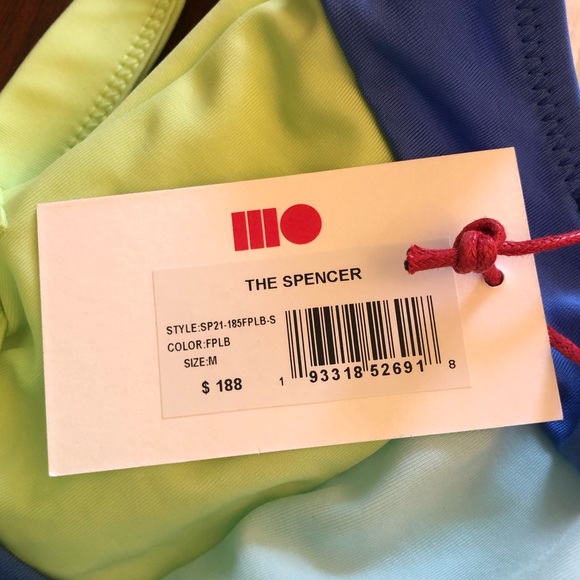 THE SPENCER
STYLE:SP21-185FPLB-S
COLOR:FPLB
SIZE:M
$ 188
1 93318 52691 8